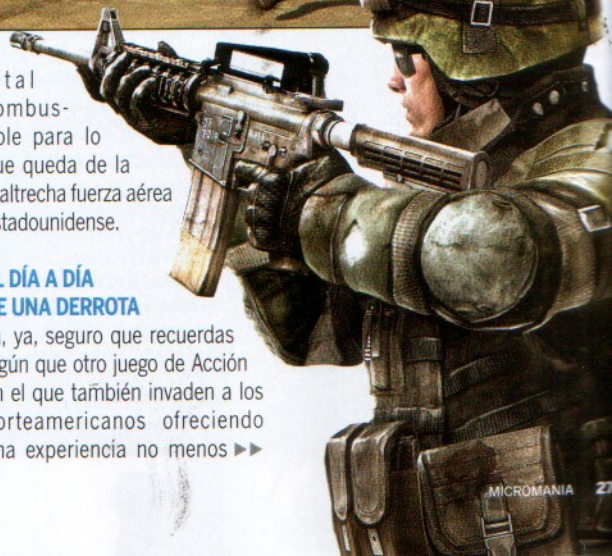 tal
ombus-
ble para lo
ue queda de la
altrecha fuerza aérea
stadounidense.
L DÍA A DÍA
E UNA DERROTA
, ya, seguro que recuerdas
gún que otro juego de Acción
n el que también invaden a los
orteamericanos ofreciendo
na experiencia no menos ▶▶
MICROMANIA 27